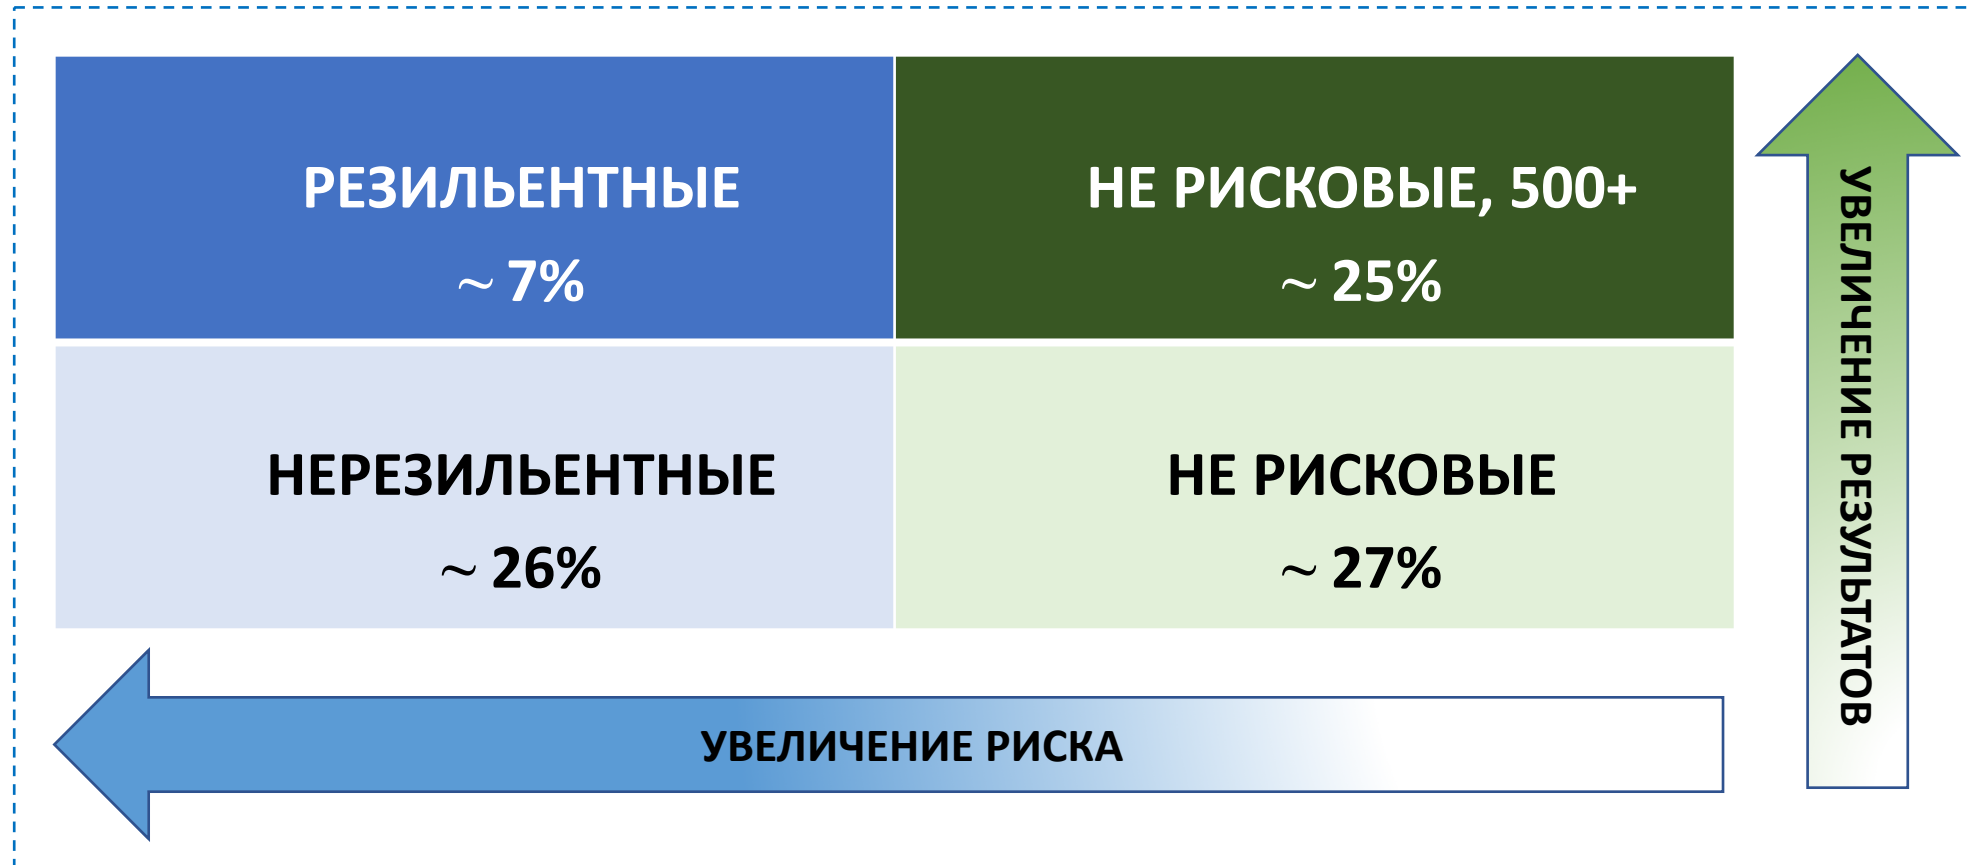 РЕЗИЛЬЕНТНЫЕ
~ 7%
НЕ РИСКОВЫЕ, 500+
~ 25%
НЕРЕЗИЛЬЕНТНЫЕ
~ 26%
НЕ РИСКОВЫЕ
~ 27%
УВЕЛИЧЕНИЕ РИСКА
УВЕЛИЧЕНИЕ РЕЗУЛЬТАТОВ